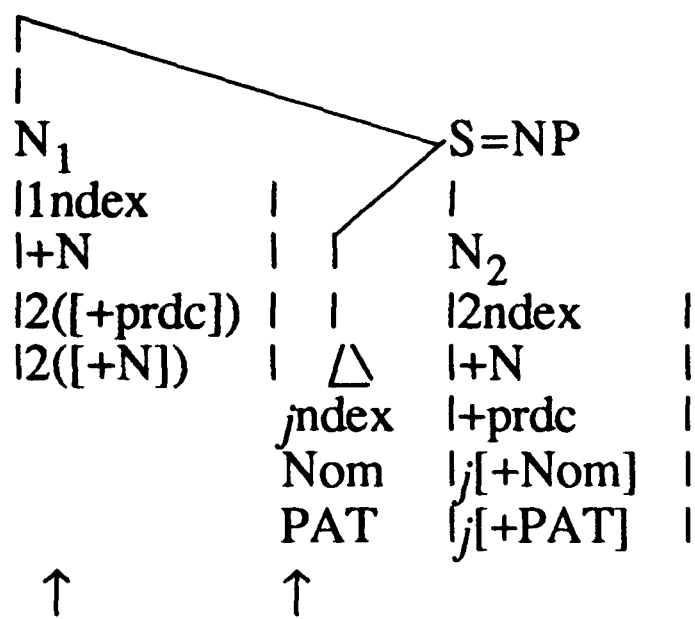 N1 S=NP
|1ndex |
|+N | N2
|2([+prdc]) | |2ndex |
|2([+N]) | /\ |+N |
jndex |+prdc |
Nom |j[+Nom] |
PAT |j[+PAT] |
↑ ↑